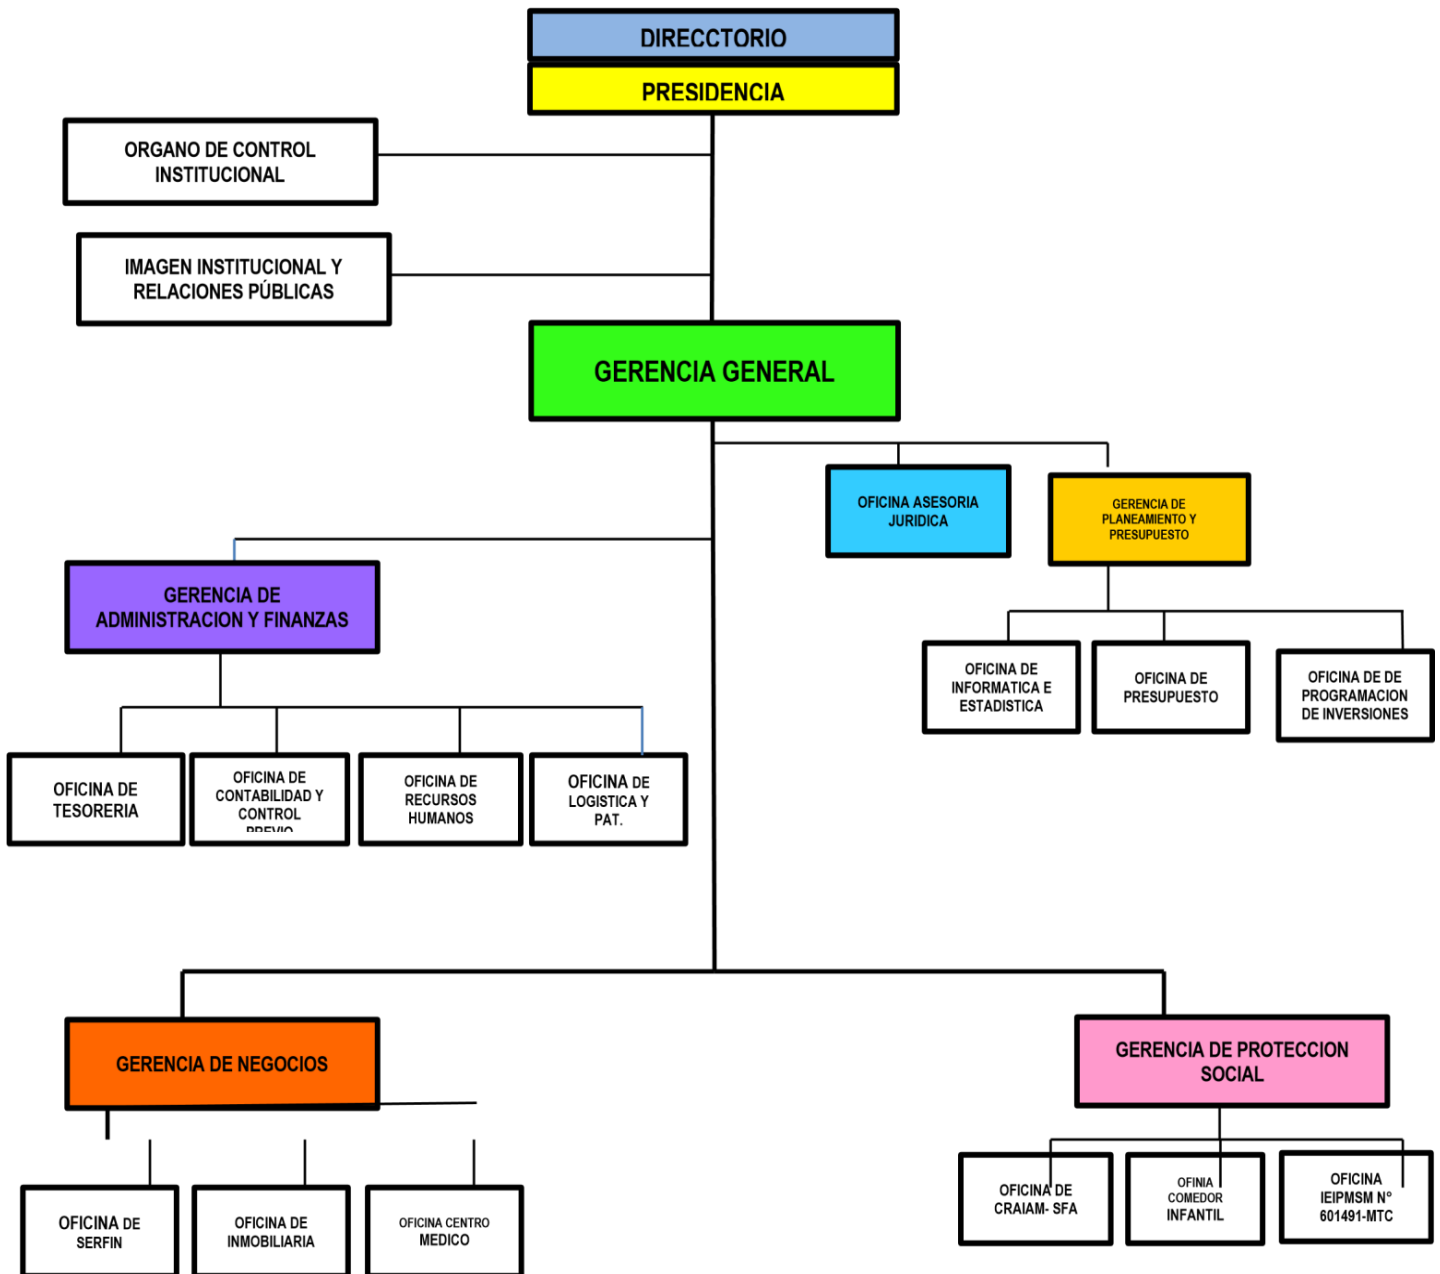 DIRECCTORIO
PRESIDENCIA
ORGANO DE CONTROL
INSTITUCIONAL
IMAGEN INSTITUCIONAL Y
RELACIONES PÚBLICAS
GERENCIA GENERAL
OFICINA ASESORIA
JURIDICA
GERENCIA DE
PLANEAMIENTO Y
PRESUPUESTO
GERENCIA DE
ADMINISTRACION Y FINANZAS
OFICINA DE
INFORMATICA E
ESTADISTICA
OFICINA DE
PRESUPUESTO
OFICINA DE DE
PROGRAMACION
DE INVERSIONES
OFICINA DE
TESORERIA
OFICINA DE
CONTABILIDAD Y
CONTROL
PREVIO
OFICINA DE
RECURSOS
HUMANOS
OFICINA DE
LOGISTICA Y
PAT.
GERENCIA DE NEGOCIOS
GERENCIA DE PROTECCION
SOCIAL
OFICINA DE
SERFIN
OFICINA DE
INMOBILIARIA
OFICINA CENTRO
MEDICO
OFICINA DE
CRAIAM- SFA
OFINIA
COMEDOR
INFANTIL
OFICINA
IEIPMSM N°
601491-MTC